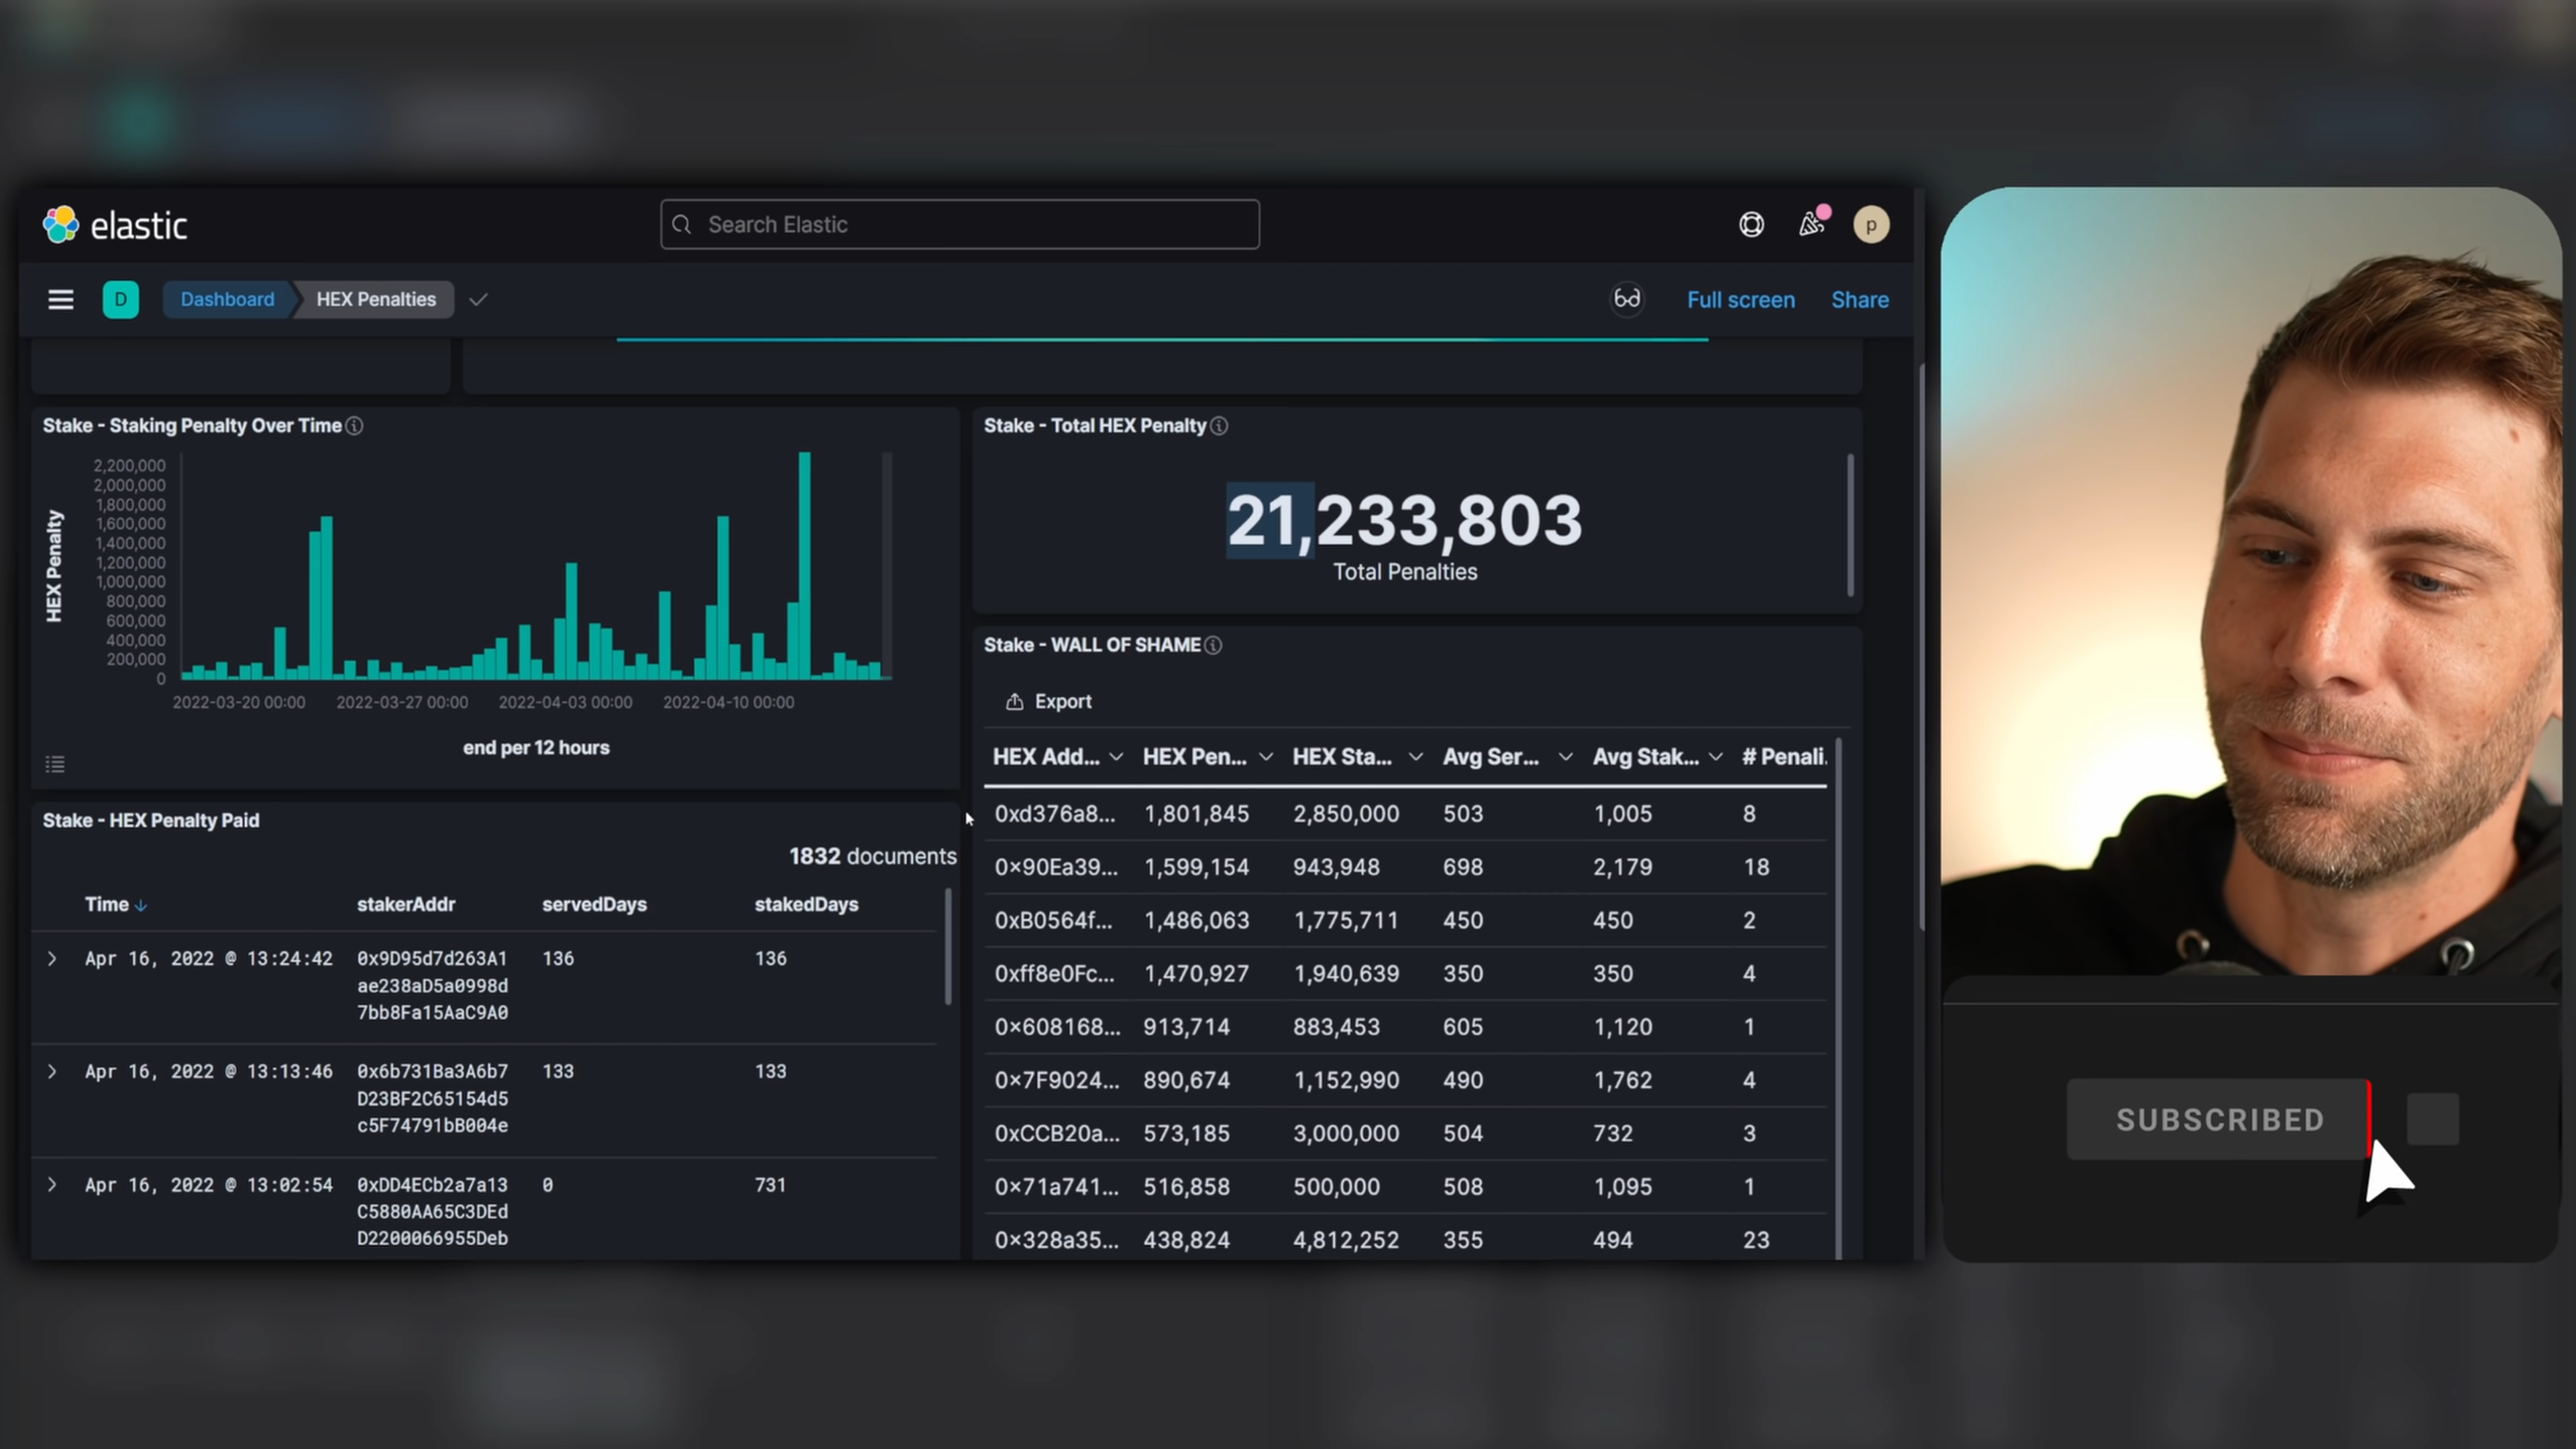 elastic
Search Elastic
p
D
Dashboard
HEX Penalties
Full screen
Share
Stake - Staking Penalty Over Time
HEX Penalty
2,200,000
2,000,000
1,800,000
1,600,000
1,400,000
1,200,000
1,000,000
800,000
600,000
400,000
200,000
0
2022-03-20 00:00 2022-03-27 00:00 2022-04-03 00:00 2022-04-10 00:00
end per 12 hours
Stake - Total HEX Penalty
21,233,803
Total Penalties
Stake - HEX Penalty Paid
1832 documents
Time stakerAddr servedDays stakedDays
Apr 16, 2022 @ 13:24:42 0x9D95d7d263A1 136 136
ae238aD5a0998d
7bb8Fa15AaC9A0
Apr 16, 2022 @ 13:13:46 0x6b731Ba3A6b7 133 133
D23BF2C65154d5
c5F74791bB004e
Apr 16, 2022 @ 13:02:54 0xDD4ECb2a7a13 0 731
C5880AA65C3DEd
D2200066955Deb
Stake - WALL OF SHAME
Export
HEX Add... HEX Pen... HEX Sta... Avg Ser... Avg Stak... # Penali.
0xd376a8... 1,801,845 2,850,000 503 1,005 8
0x90Ea39... 1,599,154 943,948 698 2,179 18
0xB0564f... 1,486,063 1,775,711 450 450 2
0xff8e0Fc... 1,470,927 1,940,639 350 350 4
0x608168... 913,714 883,453 605 1,120 1
0x7F9024... 890,674 1,152,990 490 1,762 4
0xCCB20a... 573,185 3,000,000 504 732 3
0x71a741... 516,858 500,000 508 1,095 1
0x328a35... 438,824 4,812,252 355 494 23
SUBSCRIBED